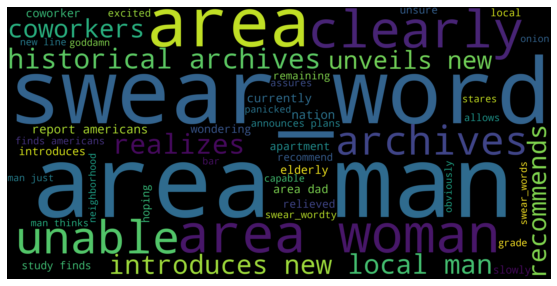 coworker
excited
area
unsure
local
coworkers
clearly
new line
goddamn
onion
historical archives
unveils new
swear_word
remaining
assures
currently
nation
stares
panicked
announces plans
allows
report americans
wondering
realizes
archives
finds americans
apartment
introduces
bar
recommend
recommends
area man
elderly
man just
capable
area dad
neighborhood
hoping
relieved
obviously
swear_words
man thinks
swear_wordty
unable
area woman
grade
study finds
introduces new
local man
slowly